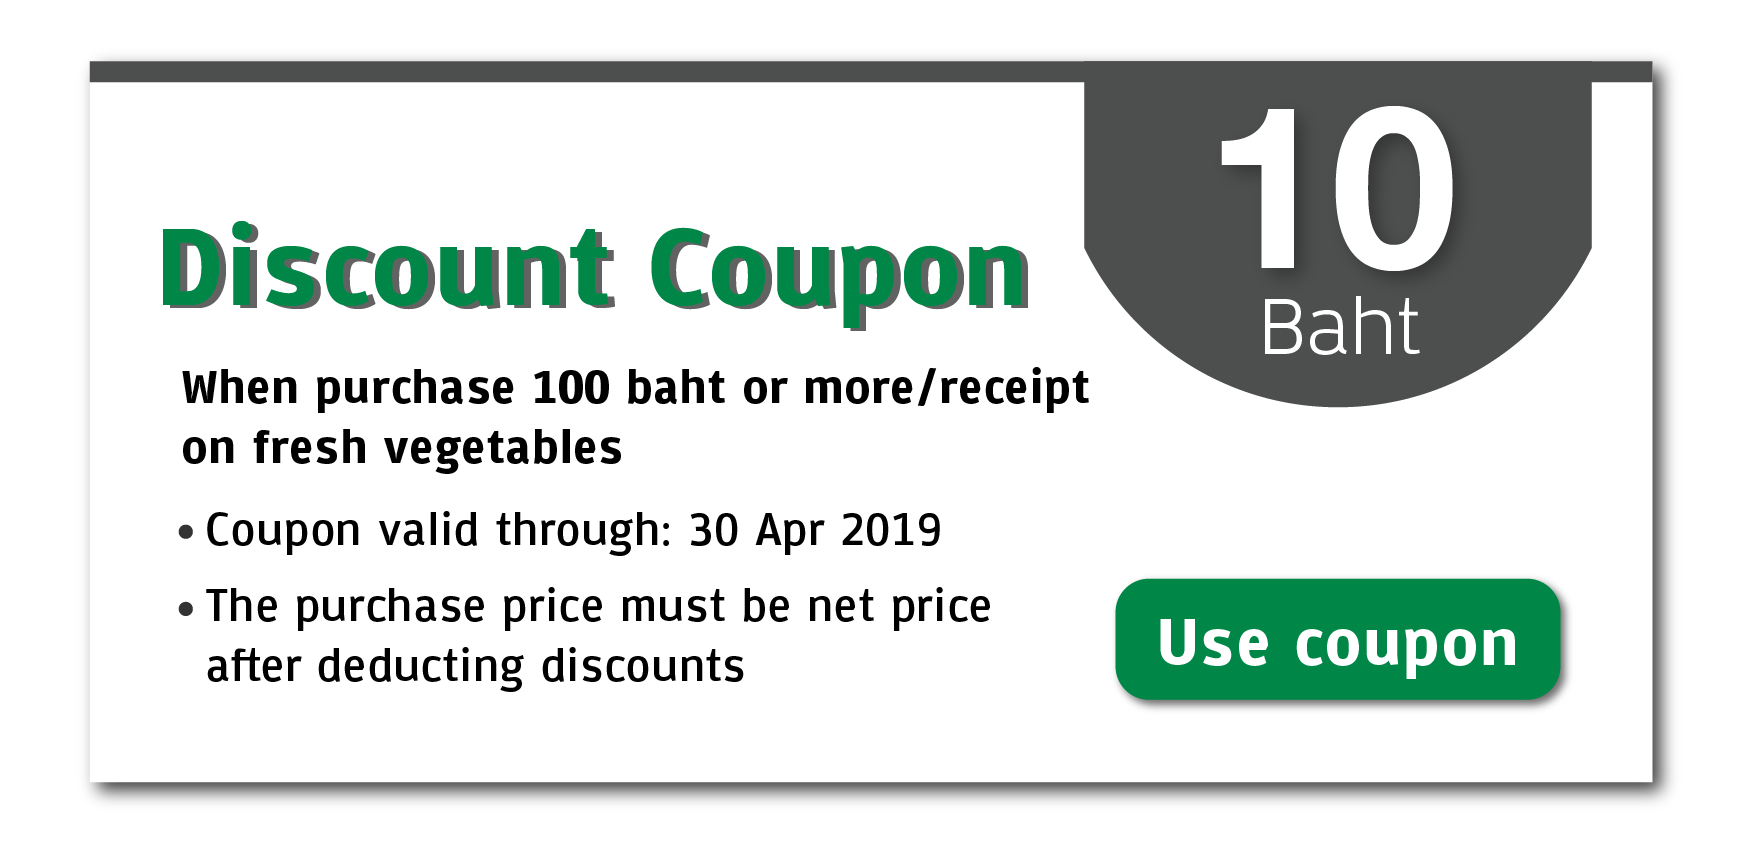 10
Baht
Discount Coupon
When purchase 100 baht or more/receipt
on fresh vegetables
• Coupon valid through: 30 Apr 2019
• The purchase price must be net price
after deducting discounts
Use coupon